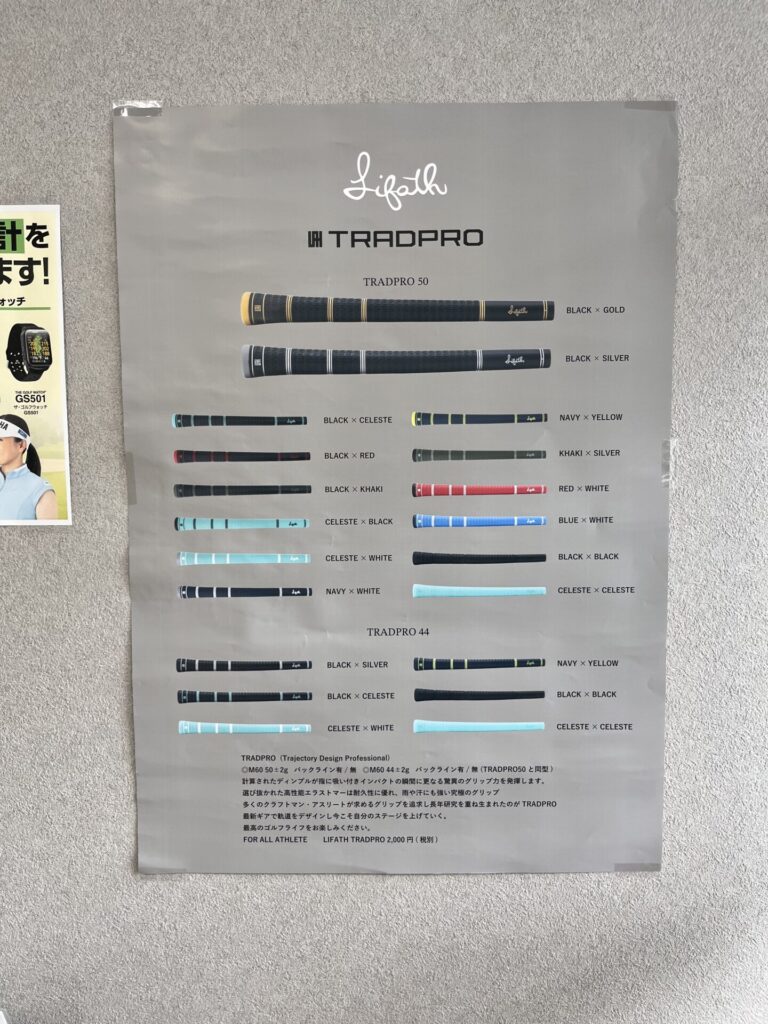 Lifath
TRADPRO
TRADPRO 50
BLACK × GOLD
BLACK × SILVER
BLACK × CELESTE
NAVY × YELLOW
BLACK × RED
KHAKI × SILVER
BLACK × KHAKI
RED × WHITE
CELESTE × BLACK
BLUE × WHITE
CELESTE × WHITE
BLACK × BLACK
NAVY × WHITE
CELESTE × CELESTE
TRADPRO 44
BLACK × SILVER
NAVY × YELLOW
BLACK × CELESTE
BLACK × BLACK
CELESTE × WHITE
CELESTE × CELESTE
TRADPRO（Trajectory Design Professional）
◎M60 50±2g バックライン有 / 無 ◎M60 44±2g バックライン有 / 無 (TRADPRO50 と同型 )
計算されたディンプルが指に吸い付きインパクトの瞬間に更なる驚異のグリップ力を発揮します。
選び抜かれた高性能エラストマーは耐久性に優れ、雨や汗にも強い究極のグリップ
多くのクラフトマン・アスリートが求めるグリップを追求し長年研究を重ね生まれたのが TRADPRO
最新ギアで軌道をデザインし今こそ自分のステージを上げていく。
最高のゴルフライフをお楽しみください。
FOR ALL ATHLETE LIFATH TRADPRO 2,000 円 ( 税別 )
計を
ます!
ォッチ
THE GOLF WATCH
GS501
ザ・ゴルフウォッチ
GS501